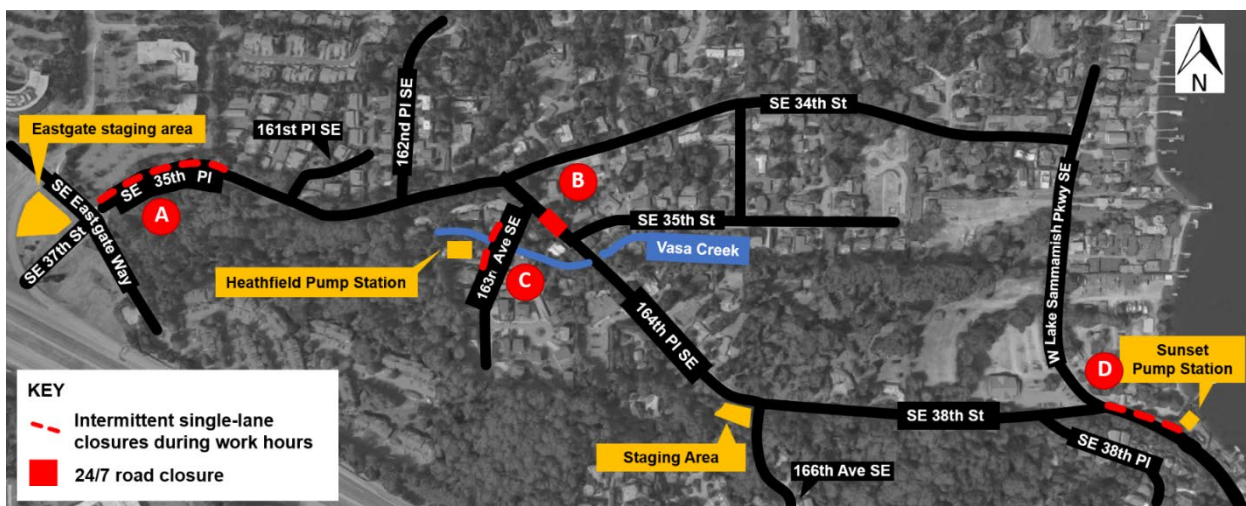 N
SE 34th St
162nd Pl SE
161st Pl SE
Eastgate staging area
SE 35th Pl
A
SE Eastgate Way
SE 37th St
B
SE 35th St
163n Ave SE
Vasa Creek
Heathfield Pump Station
C
164th Pl SE
W Lake Sammamish Pkwy SE
D
Sunset
Pump Station
SE 38th St
SE 38th Pl
Staging Area
166th Ave SE
KEY
Intermittent single-lane
closures during work hours
24/7 road closure